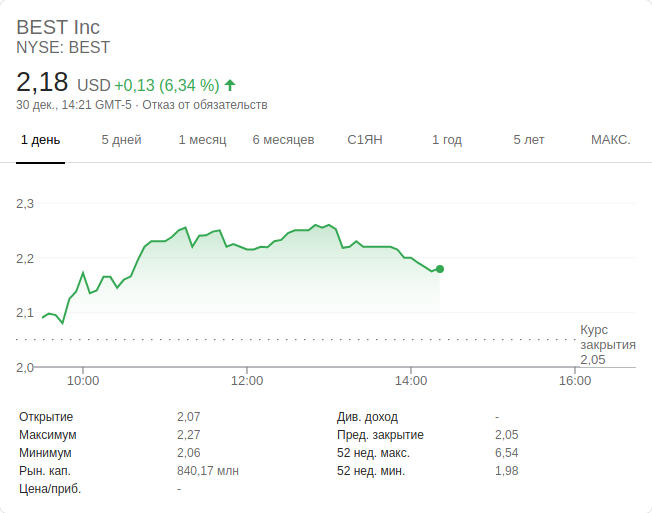 BEST Inc
NYSE: BEST
2,18 USD +0,13 (6,34 %)
30 дек., 14:21 GMT-5 · Отказ от обязательств
1 день 5 дней 1 месяц 6 месяцев С1ЯН 1 год 5 лет МАКС.
2,3
2,2
2,1
2,0
Курс
закрытия
2,05
10:00 12:00 14:00 16:00
Открытие 2,07 Див. доход -
Максимум 2,27 Пред. закрытие 2,05
Минимум 2,06 52 нед. макс. 6,54
Рын. кап. 840,17 млн 52 нед. мин. 1,98
Цена/приб. -